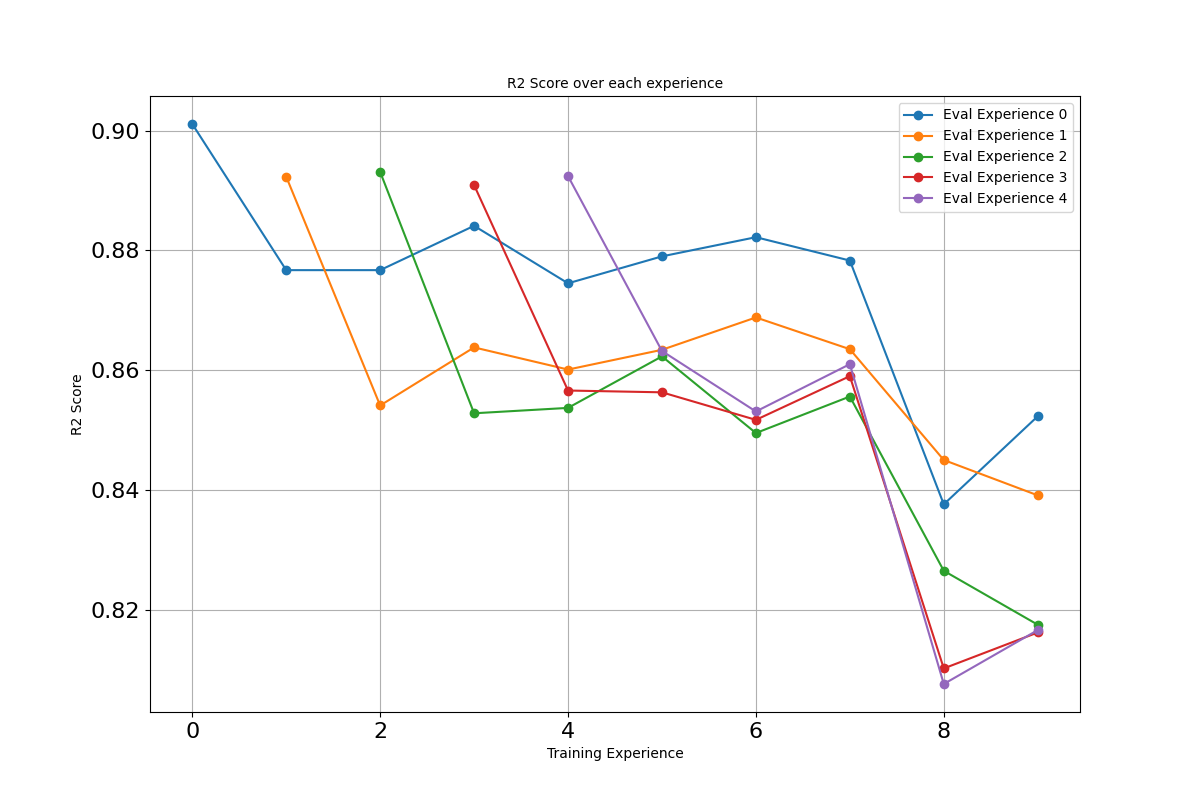 R2 Score over each experience
Eval Experience 0
Eval Experience 1
Eval Experience 2
Eval Experience 3
Eval Experience 4
0.90
0.88
0.86
0.84
0.82
R2 Score
0 2 4 6 8
Training Experience